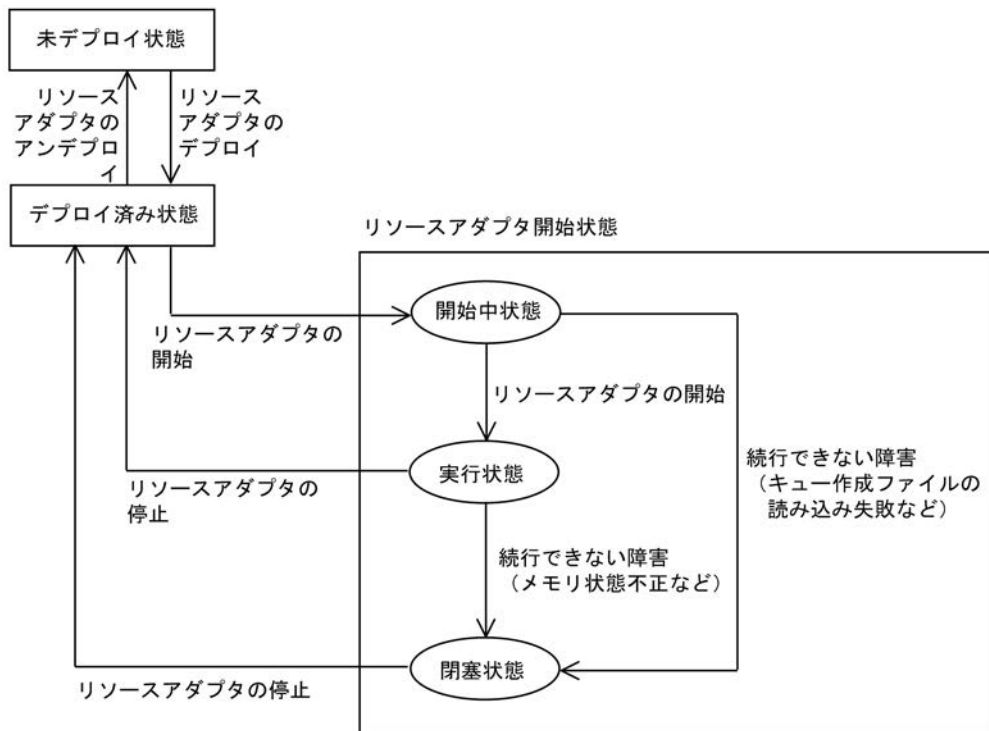 未デプロイ状態
リソース
アダプタの
アンデプロ
イ
リソース
アダプタの
デプロイ
デプロイ済み状態
リソースアダプタ開始状態
開始中状態
リソースアダプタの
開始
リソースアダプタの開始
実行状態
リソースアダプタの
停止
続行できない障害
（キュー作成ファイルの
読み込み失敗など）
続行できない障害
（メモリ状態不正など）
閉塞状態
リソースアダプタの停止